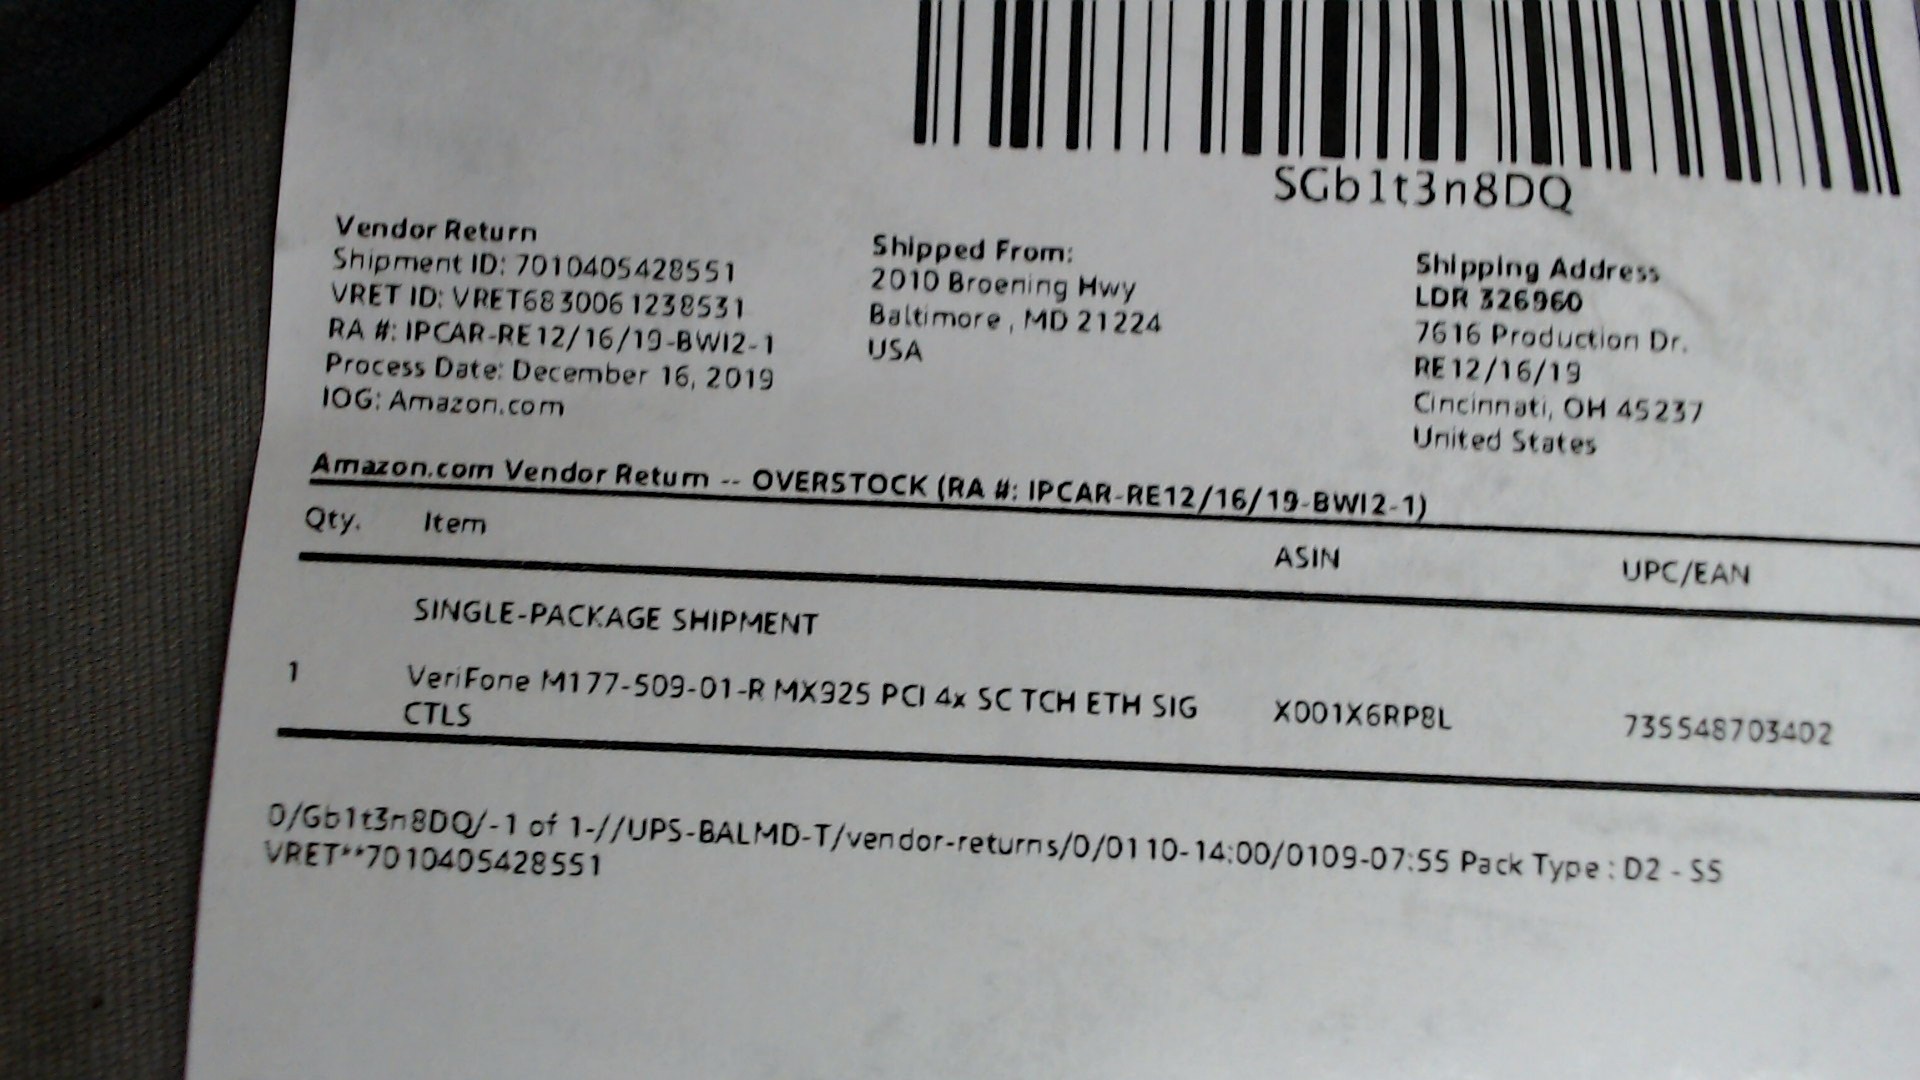 SGb1t3n8DQ
Vendor Return
Shipment ID: 7010405428551
VRET ID: VRET6830061238531
RA #: IPCAR-RE12/16/19-BWI2-1
Process Date: December 16, 2019
IOG: Amazon.com
Shipped From:
2010 Broening Hwy
Baltimore , MD 21224
USA
Shipping Address
LDR 326960
7616 Production Dr.
RE12/16/19
Cincinnati, OH 45237
United States
Amazon.com Vendor Return -- OVERSTOCK (RA #: IPCAR-RE12/16/19-BWI2-1)
Qty. Item ASIN UPC/EAN
SINGLE-PACKAGE SHIPMENT
1 VeriFone M177-509-01-R MX925 PCI 4x SC TCH ETH SIG X001X6RP8L 735548703402
CTLS
0/Gb1t3n8DQ/-1 of 1-//UPS-BALMD-T/vendor-returns/0/0110-14:00/0109-07:55 Pack Type : D2 - SS
VRET**7010405428551